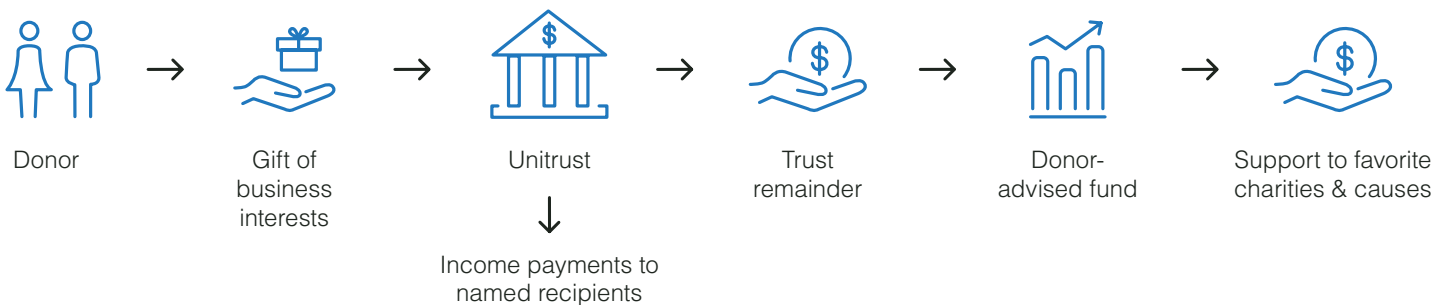 $
$
$
Donor
Gift of
business
interests
Unitrust
Income payments to
named recipients
Trust
remainder
Donor-
advised fund
Support to favorite
charities & causes